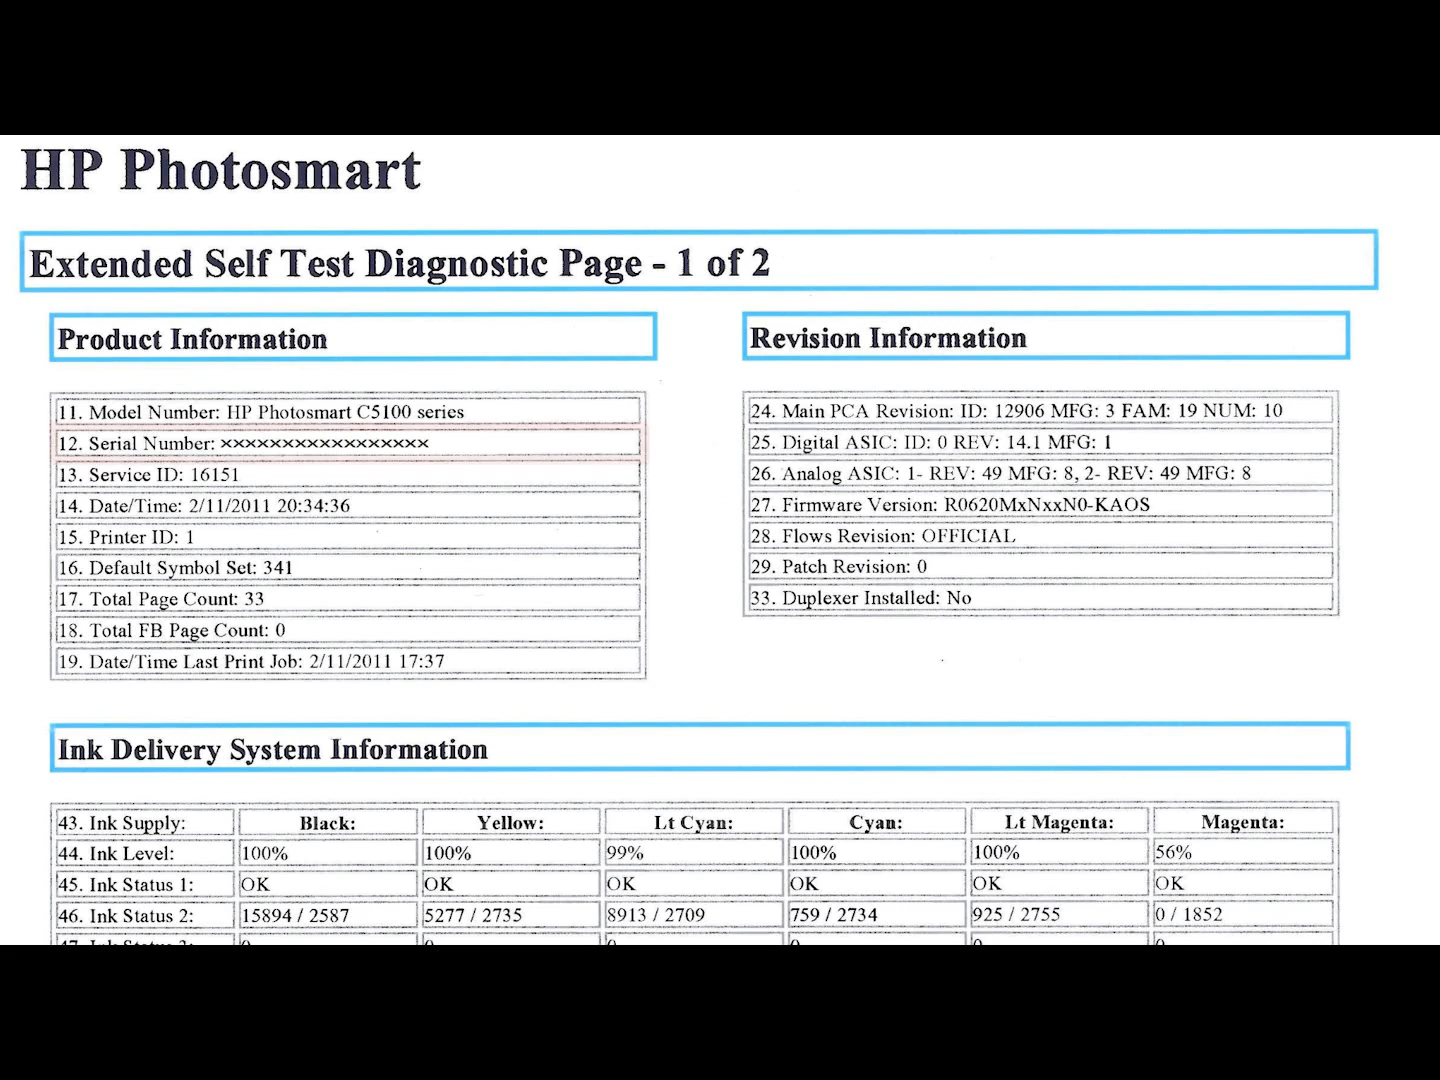 HP Photosmart
Extended Self Test Diagnostic Page - 1 of 2
Product Information
11. Model Number: HP Photosmart C5100 series
12. Serial Number: xxxxxxxxxxxxxxxxx
13. Service ID: 16151
14. Date/Time: 2/11/2011 20:34:36
15. Printer ID: 1
16. Default Symbol Set: 341
17. Total Page Count: 33
18. Total FB Page Count: 0
19. Date/Time Last Print Job: 2/11/2011 17:37
Revision Information
24. Main PCA Revision: ID: 12906 MFG: 3 FAM: 19 NUM: 10
25. Digital ASIC: ID: 0 REV: 14.1 MFG: 1
26. Analog ASIC: 1- REV: 49 MFG: 8, 2- REV: 49 MFG: 8
27. Firmware Version: R0620MxNxxN0-KAOS
28. Flows Revision: OFFICIAL
29. Patch Revision: 0
33. Duplexer Installed: No
Ink Delivery System Information
43. Ink Supply: Black: Yellow: Lt Cyan: Cyan: Lt Magenta: Magenta:
44. Ink Level: 100% 100% 99% 100% 100% 56%
45. Ink Status 1: OK OK OK OK OK OK
46. Ink Status 2: 15894 / 2587 5277 / 2735 8913 / 2709 759 / 2734 925 / 2755 0 / 1852